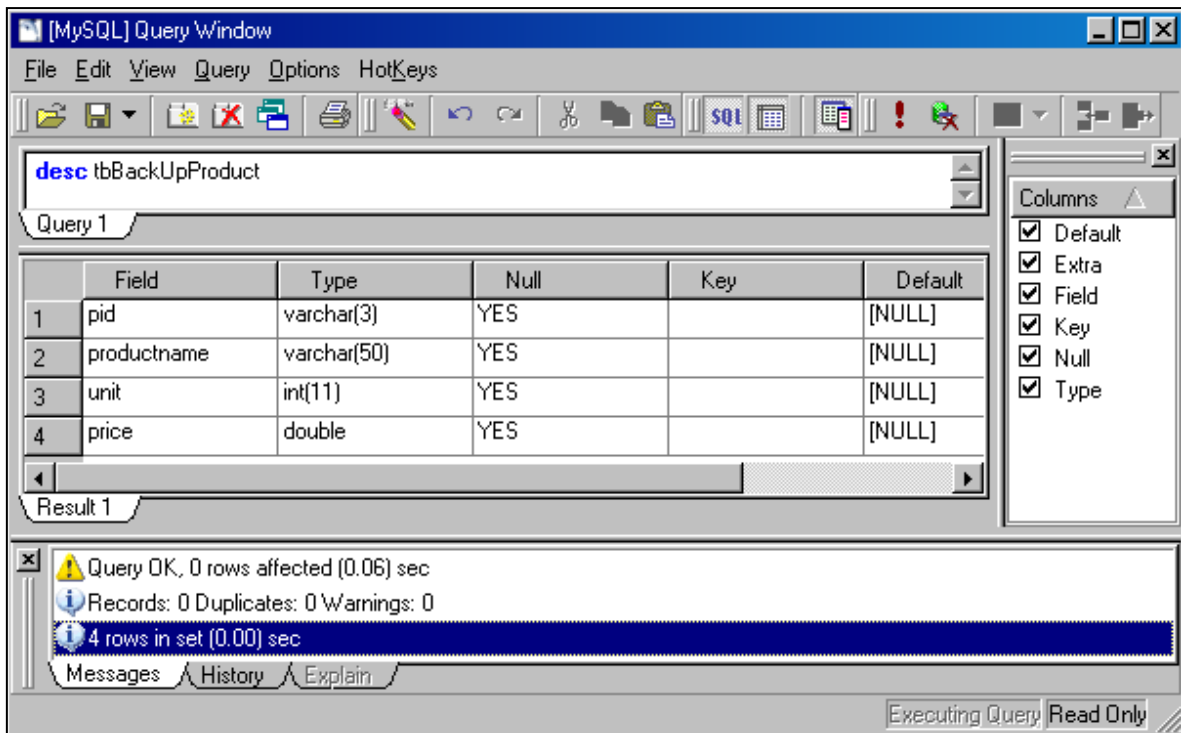 [MySQL] Query Window
File Edit View Query Options HotKeys
SQL
desc tbBackUpProduct
Query 1
Field Type Null Key Default
1 pid varchar(3) YES [NULL]
2 productname varchar(50) YES [NULL]
3 unit int(11) YES [NULL]
4 price double YES [NULL]
Result 1
Columns
Default
Extra
Field
Key
Null
Type
Query OK, 0 rows affected (0.06) sec
Records: 0 Duplicates: 0 Warnings: 0
4 rows in set (0.00) sec
Messages History Explain
Executing Query Read Only